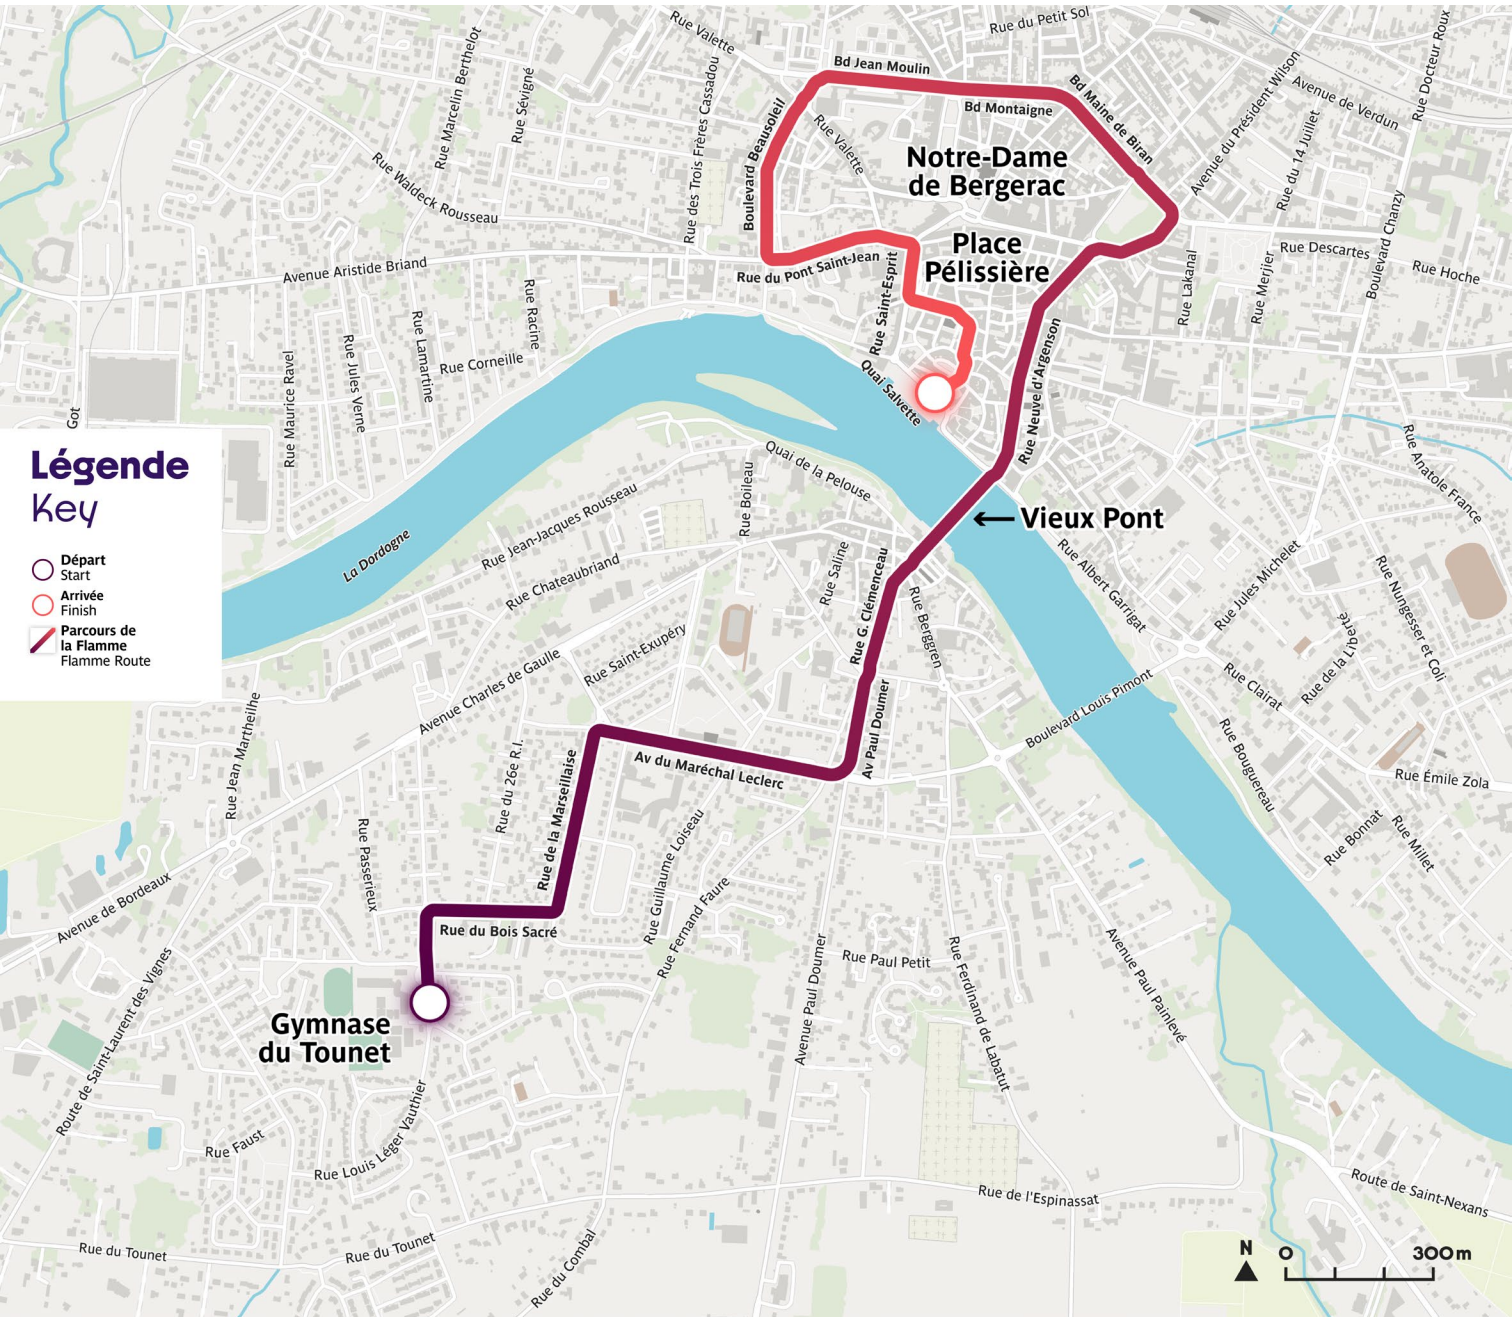 Rue du Petit Sol
Rue Valette
Bd Jean Moulin
Rue Docteur Roux
Rue Marcelin Berthelot
Rue Sévigné
Rue des Trois Frères Cassadou
Boulevard Beausoleil
Rue Valette
Bd Montaigne
Bd Maine de Biran
Avenue du Président Wilson
Avenue de Verdun
Rue du 14 Juillet
Rue Waldeck Rousseau
Notre-Dame
de Bergerac
Boulevard Chanzy
Place
Pélissière
Rue Descartes
Rue Hoche
Avenue Aristide Briand
Rue du Pont Saint-Jean
Rue Saint-Esprit
Rue Lakanal
Rue Merjier
Rue Racine
Rue Lamartine
Rue Jules Verne
Rue Corneille
Rue Maurice Ravel
Got
Quai Salvette
Rue Neuve d'Argenson
Rue Anatole France
Légende
Key
Départ
Start
Arrivée
Finish
Parcours de
la Flamme
Flamme Route
La Dordogne
Quai de la Pelouse
Rue Boileau
Rue Jean-Jacques Rousseau
Rue Chateaubriand
Vieux Pont
Rue Saline
Rue G. Clémenceau
Rue Berggren
Rue Albert Garrigat
Rue Jules Michelet
Rue Nungesser et Coli
Rue de la Liberté
Rue Saint-Exupéry
Avenue Charles de Gaulle
Boulevard Louis Pimont
Rue Clairat
Rue Bouguereau
Rue Émile Zola
Rue Bonnat
Rue Millet
Rue Jean Martheilhe
Rue du 26e R.I.
Rue de la Marseillaise
Av du Maréchal Leclerc
Av Paul Doumer
Rue Passerieux
Rue Guillaume Loiseau
Rue Fernand Faure
Avenue de Bordeaux
Rue du Bois Sacré
Avenue Paul Doumer
Rue Paul Petit
Rue Ferdinand de Labatut
Avenue Paul Painlevé
Route de Saint-Laurent des Vignes
Gymnase
du Tounet
Rue Faust
Rue Louis Léger Vauthier
Rue de l'Espinassat
Route de Saint-Nexans
Rue du Tounet
Rue du Tounet
Rue du Combal
N
0
300 m